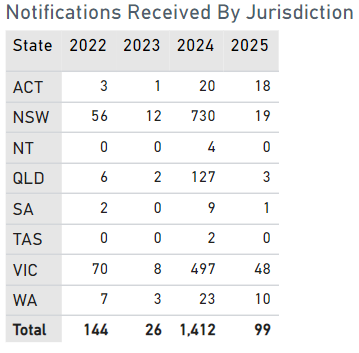 Notifications Received By Jurisdiction
State 2022 2023 2024 2025
ACT 3 1 20 18
NSW 56 12 730 19
NT 0 0 4 0
QLD 6 2 127 3
SA 2 0 9 1
TAS 0 0 2 0
VIC 70 8 497 48
WA 7 3 23 10
Total 144 26 1,412 99